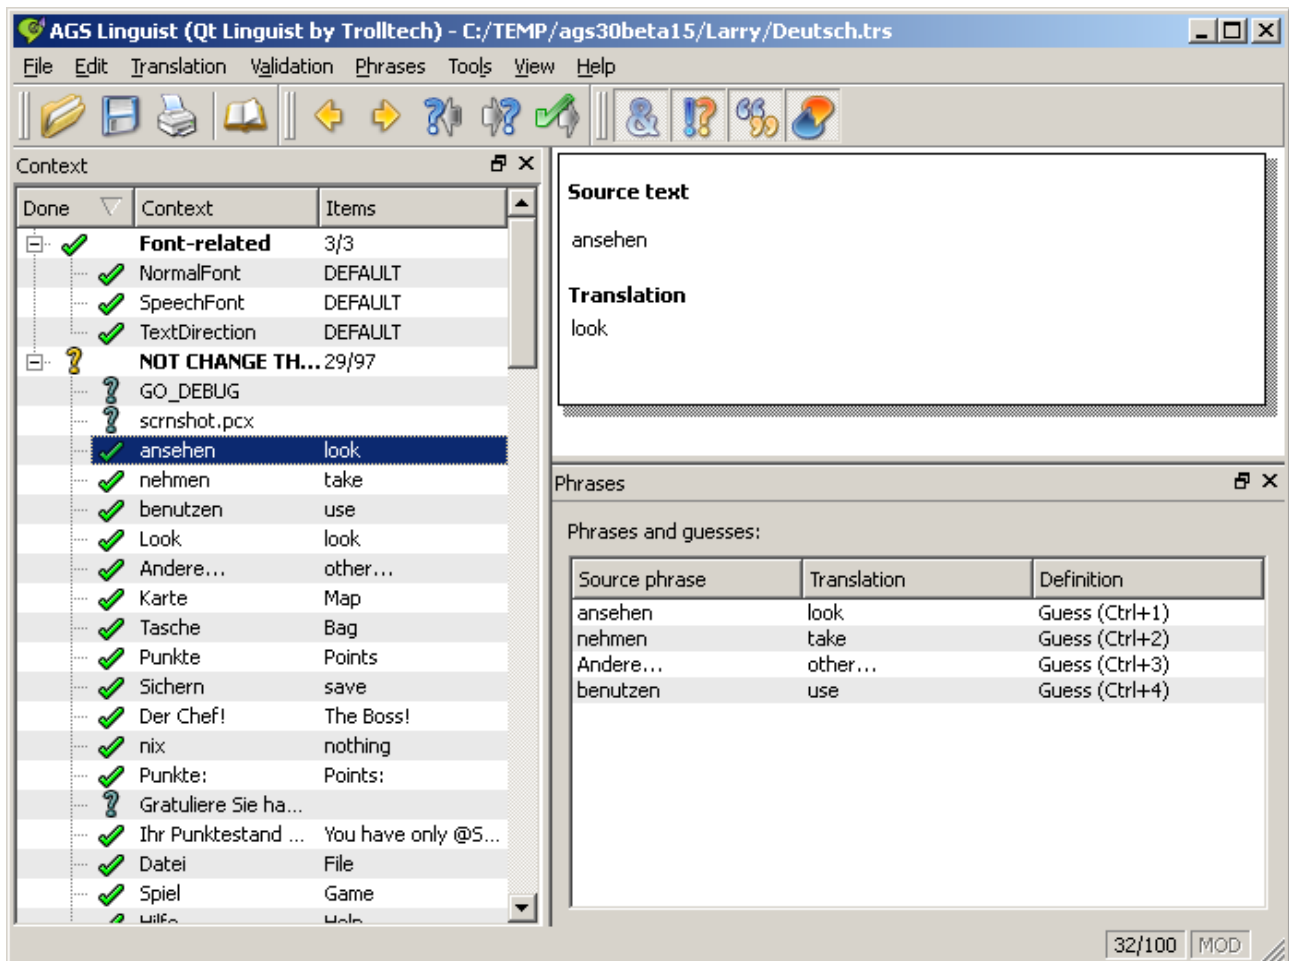 AGS Linguist (Qt Linguist by Trolltech) - C:/TEMP/ags30beta15/Larry/Deutsch.trs
File Edit Translation Validation Phrases Tools View Help
Context
Done Context Items
Font-related 3/3
NormalFont DEFAULT
SpeechFont DEFAULT
TextDirection DEFAULT
NOT CHANGE TH... 29/97
GO_DEBUG
scrnshot.pcx
ansehen look
nehmen take
benutzen use
Look look
Andere... other...
Karte Map
Tasche Bag
Punkte Points
Sichern save
Der Chef! The Boss!
nix nothing
Punkte: Points:
Gratuliere Sie ha...
Ihr Punktestand ... You have only @S...
Datei File
Spiel Game
Hilfe Help
Source text
ansehen
Translation
look
Phrases
Phrases and guesses:
Source phrase Translation Definition
ansehen look Guess (Ctrl+1)
nehmen take Guess (Ctrl+2)
Andere... other... Guess (Ctrl+3)
benutzen use Guess (Ctrl+4)
32/100 MOD